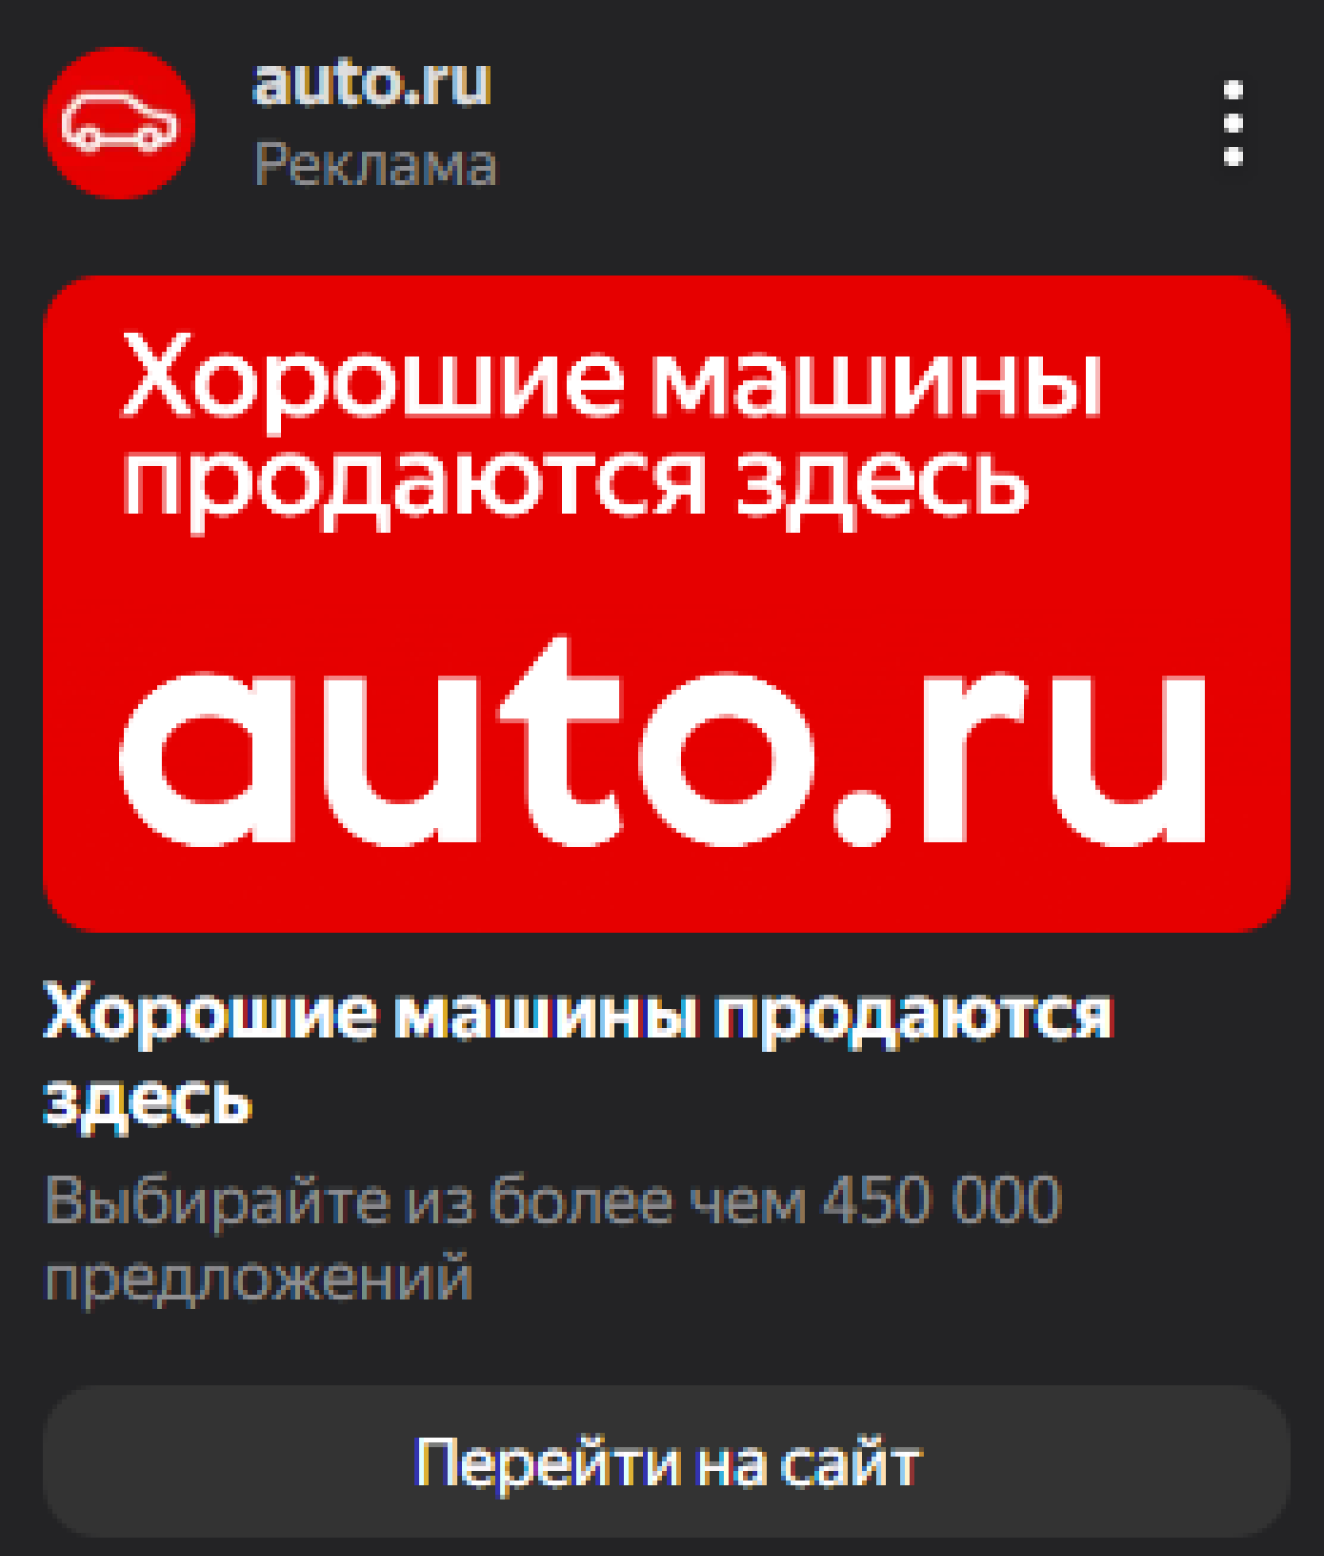 auto.ru
Реклама
Хорошие машины
продаются здесь
auto.ru
Хорошие машины продаются
здесь
Выбирайте из более чем 450 000
предложений
Перейти на сайт